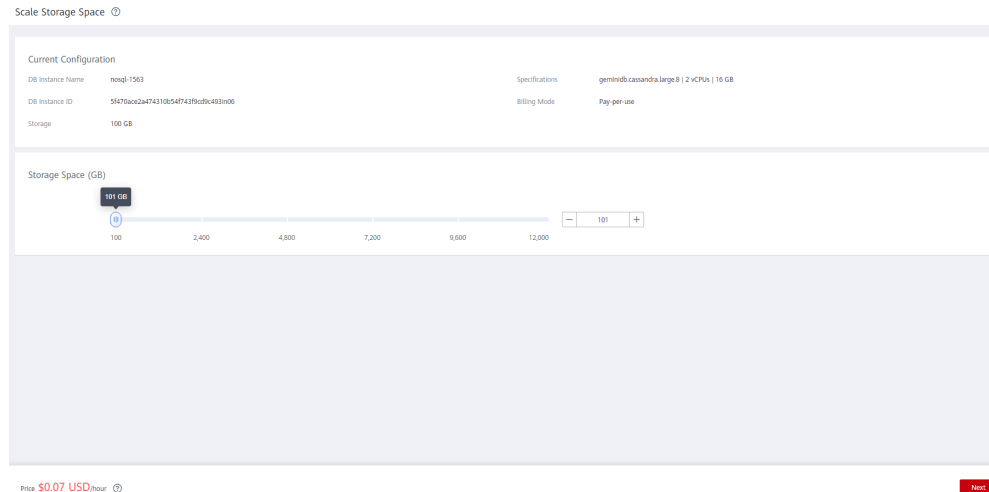 Scale Storage Space
Current Configuration
DB Instance Name nosql-1563 Specifications geminidb.cassandra.large.8 | 2 vCPUs | 16 GB
DB Instance ID 5f470ace2a474310b54f743f9cd9c493in06 Billing Mode Pay-per-use
Storage 100 GB
Storage Space (GB)
101 GB
101
100 2,400 4,800 7,200 9,600 12,000
Price $0.07 USD/hour Next